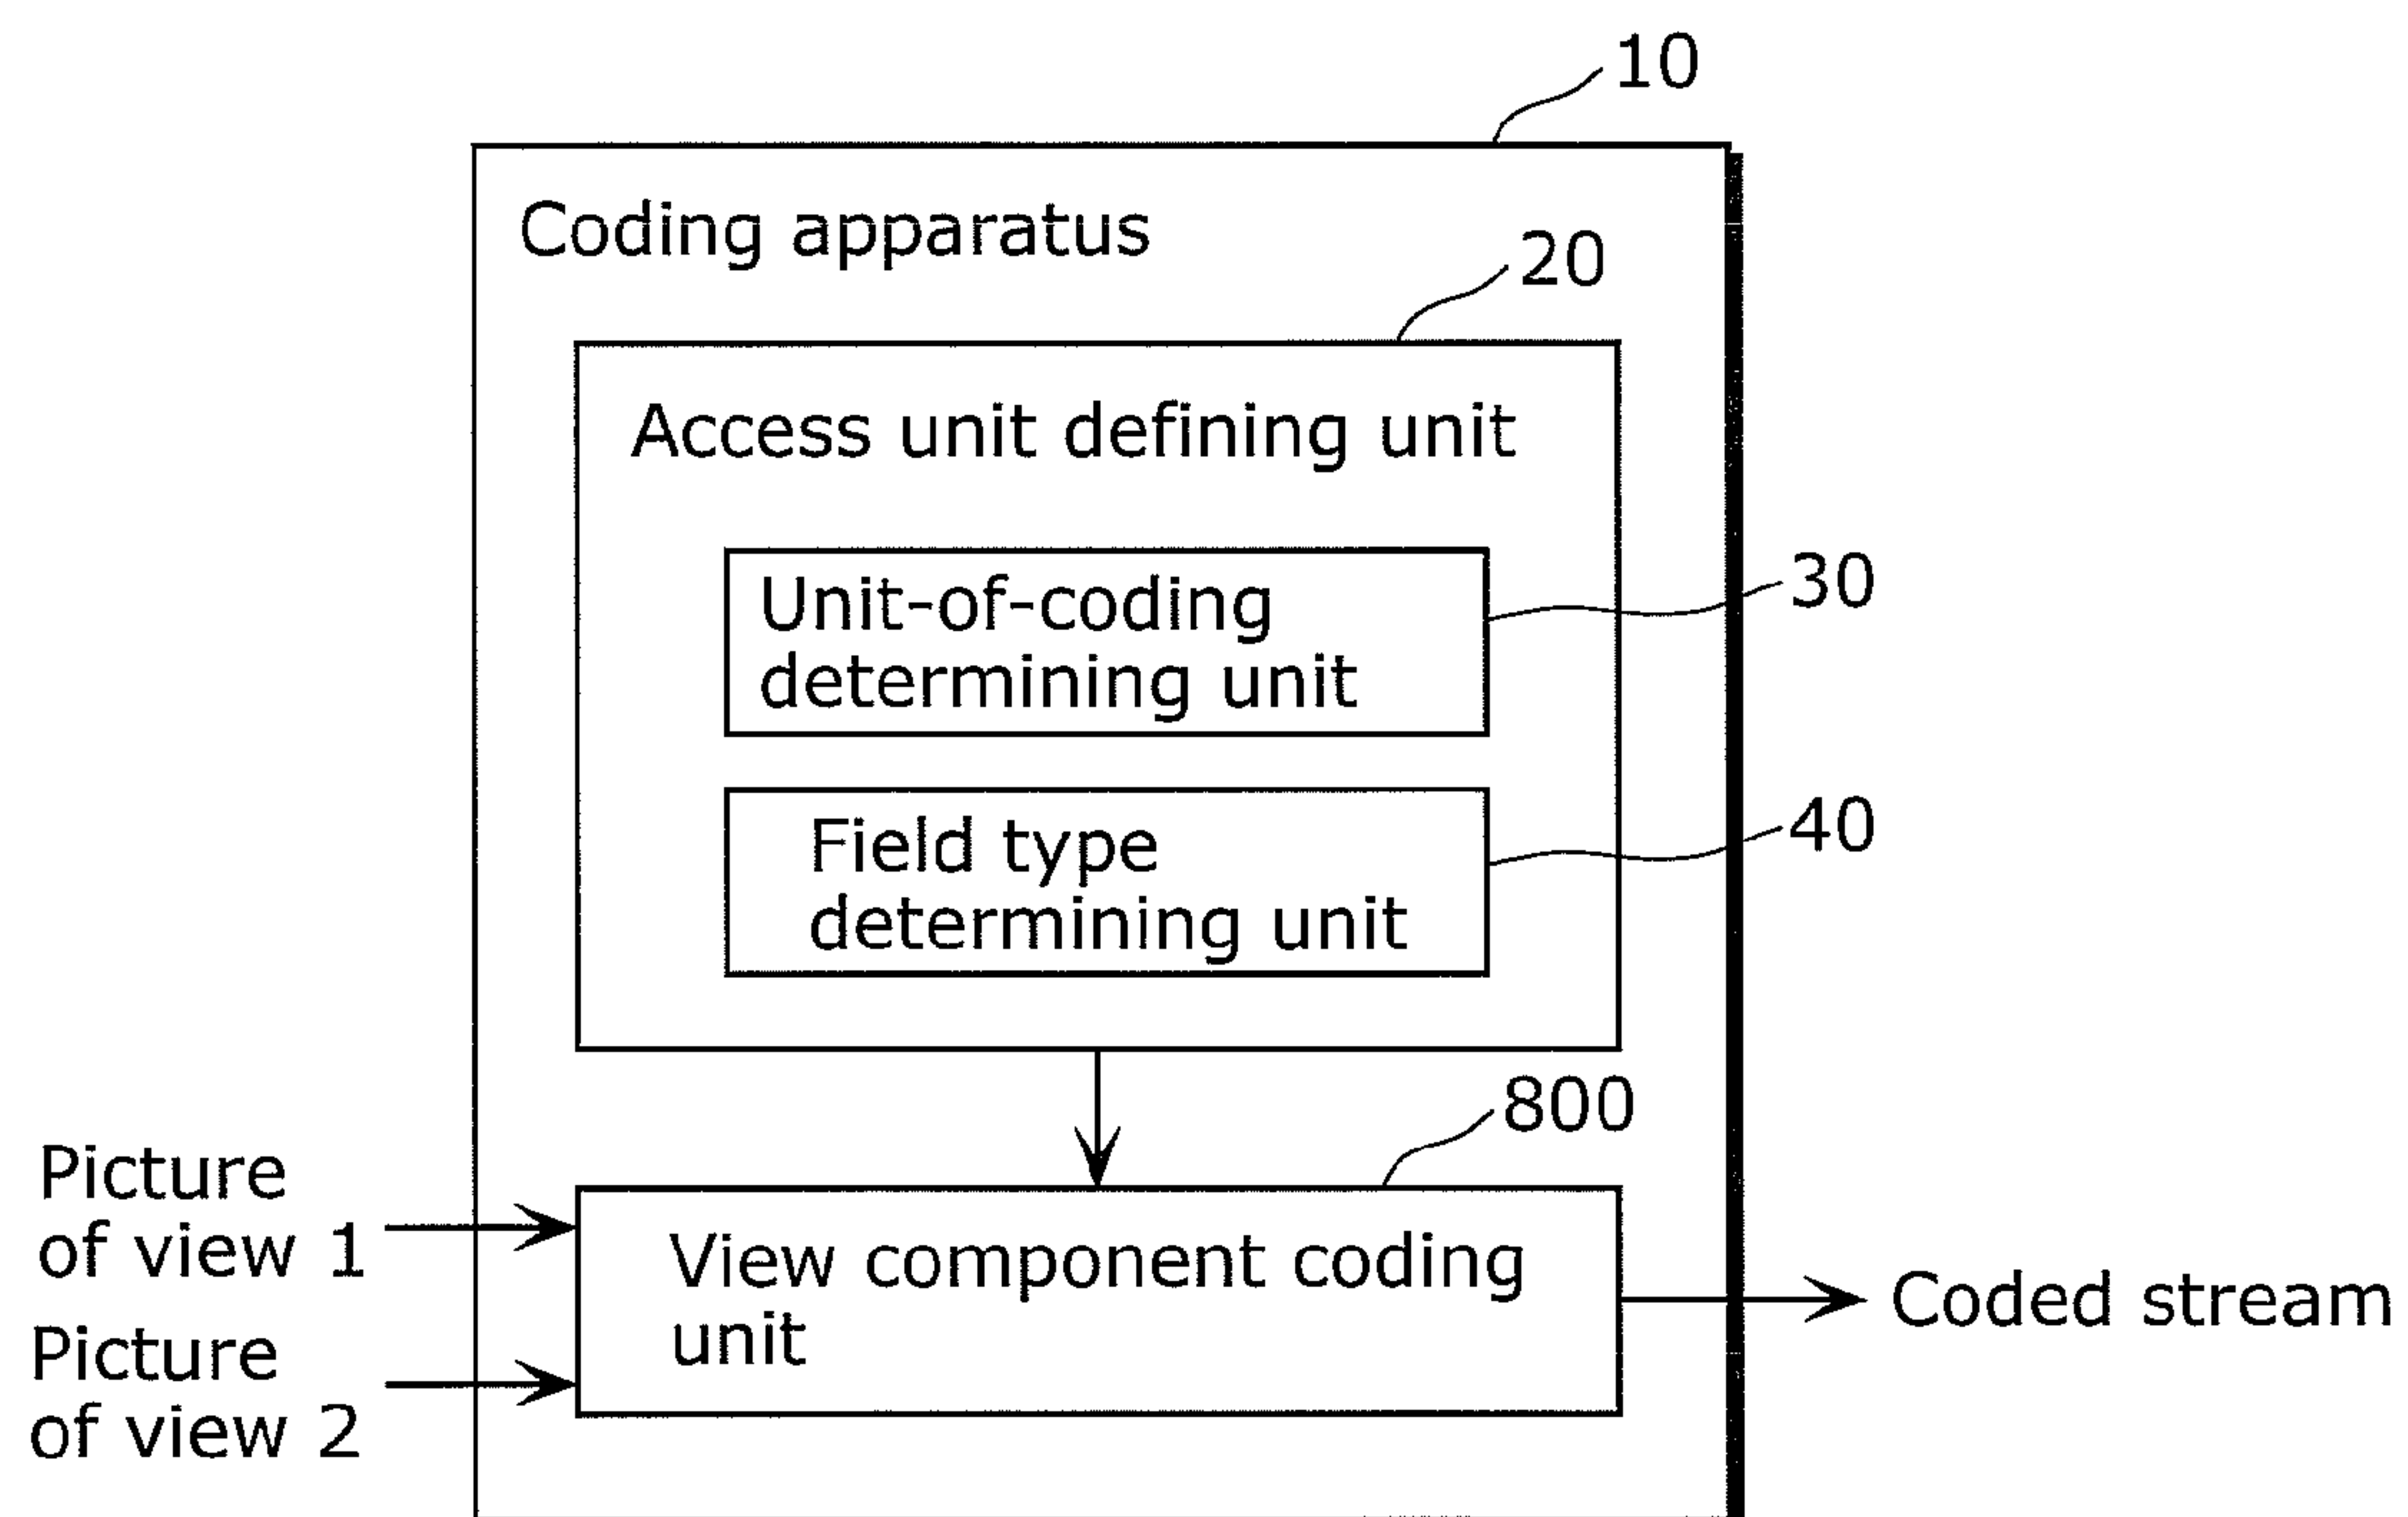 10
Coding apparatus
20
Access unit defining unit
Unit-of-coding
determining unit
30
Field type
determining unit
40
800
Picture
of view 1
View component coding
unit
Picture
of view 2
Coded stream